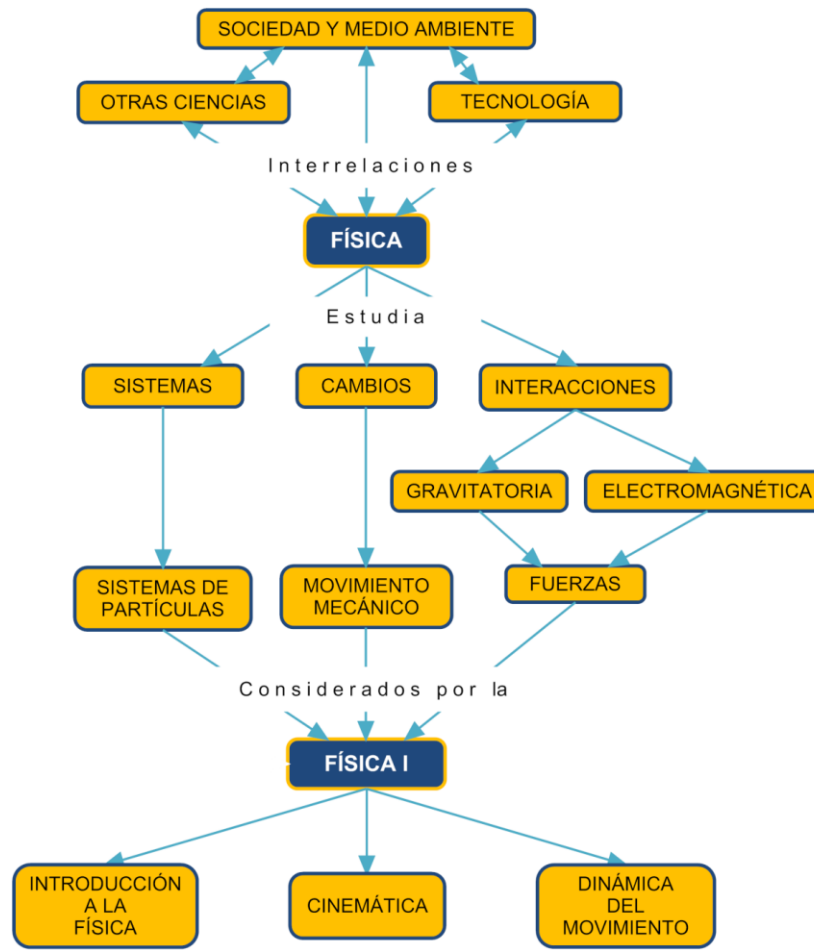 SOCIEDAD Y MEDIO AMBIENTE
OTRAS CIENCIAS
TECNOLOGÍA
Interrelaciones
FÍSICA
Estudia
SISTEMAS
CAMBIOS
INTERACCIONES
GRAVITATORIA
ELECTROMAGNÉTICA
SISTEMAS DE
PARTÍCULAS
MOVIMIENTO
MECÁNICO
FUERZAS
Considerados por la
FÍSICA I
INTRODUCCIÓN
A LA
FÍSICA
CINEMÁTICA
DINÁMICA
DEL
MOVIMIENTO